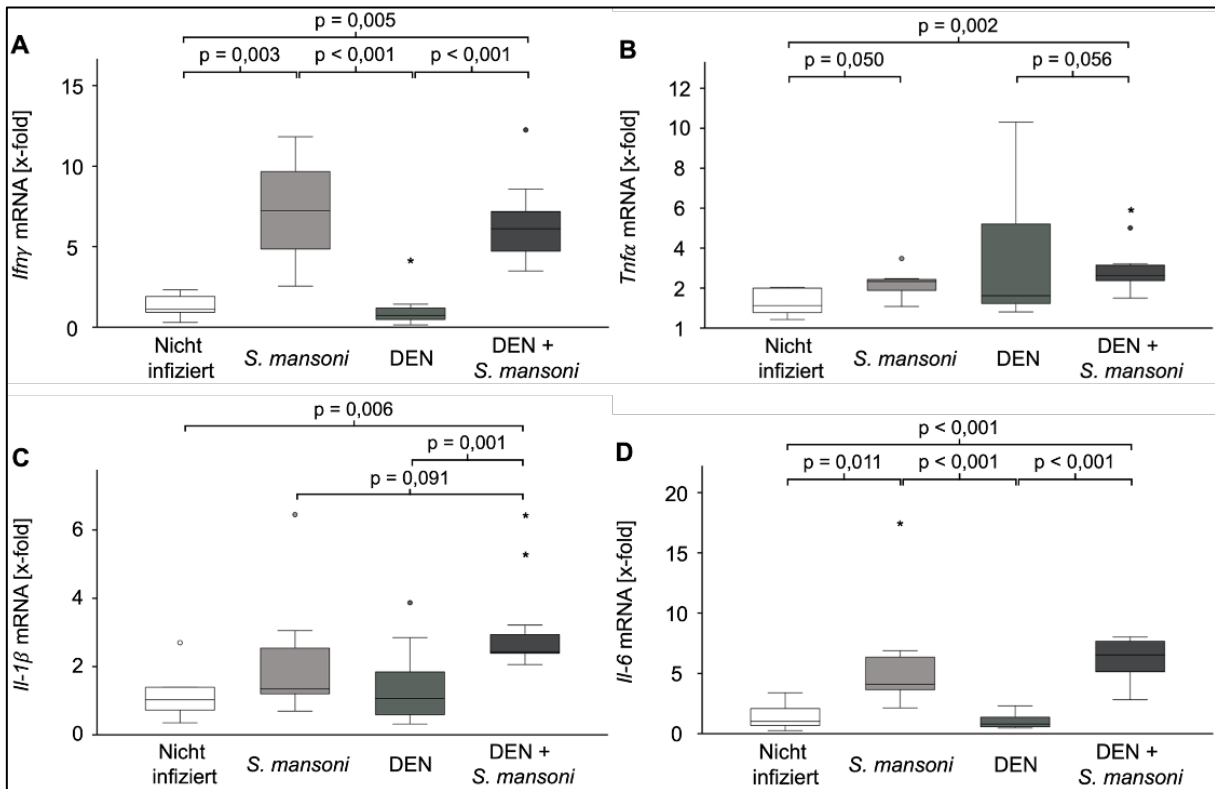 A
p = 0,005
p = 0,003
p < 0,001
p < 0,001
Ifnγ mRNA [x-fold]
15
10
5
0
Nicht
infiziert
S. mansoni
DEN
DEN +
S. mansoni
B
p = 0,002
p = 0,050
p = 0,056
Tnfα mRNA [x-fold]
12
10
8
6
4
2
1
Nicht
infiziert
S. mansoni
DEN
DEN +
S. mansoni
C
p = 0,006
p = 0,001
p = 0,091
Il-1β mRNA [x-fold]
6
4
2
0
Nicht
infiziert
S. mansoni
DEN
DEN +
S. mansoni
D
p < 0,001
p = 0,011
p < 0,001
p < 0,001
Il-6 mRNA [x-fold]
20
15
10
5
0
Nicht
infiziert
S. mansoni
DEN
DEN +
S. mansoni